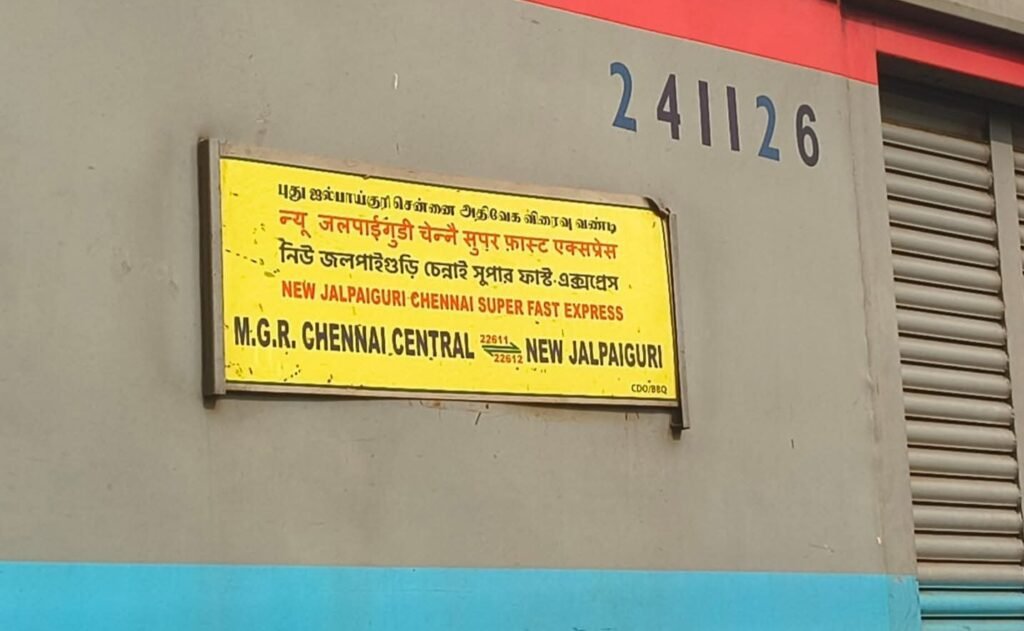 241126
புது ஜல்பாய்குரி சென்னை அதிவேக விரைவு வண்டி
न्यू जलपाईगुडी चेन्नै सुपर फ़ास्ट एक्सप्रेस
নিউ জলপাইগুড়ি চেন্নাই সুপার ফাস্ট এক্সপ্রেস
NEW JALPAIGURI CHENNAI SUPER FAST EXPRESS
M.G.R. CHENNAI CENTRAL 22611 22612 NEW JALPAIGURI
CDO/BBQ